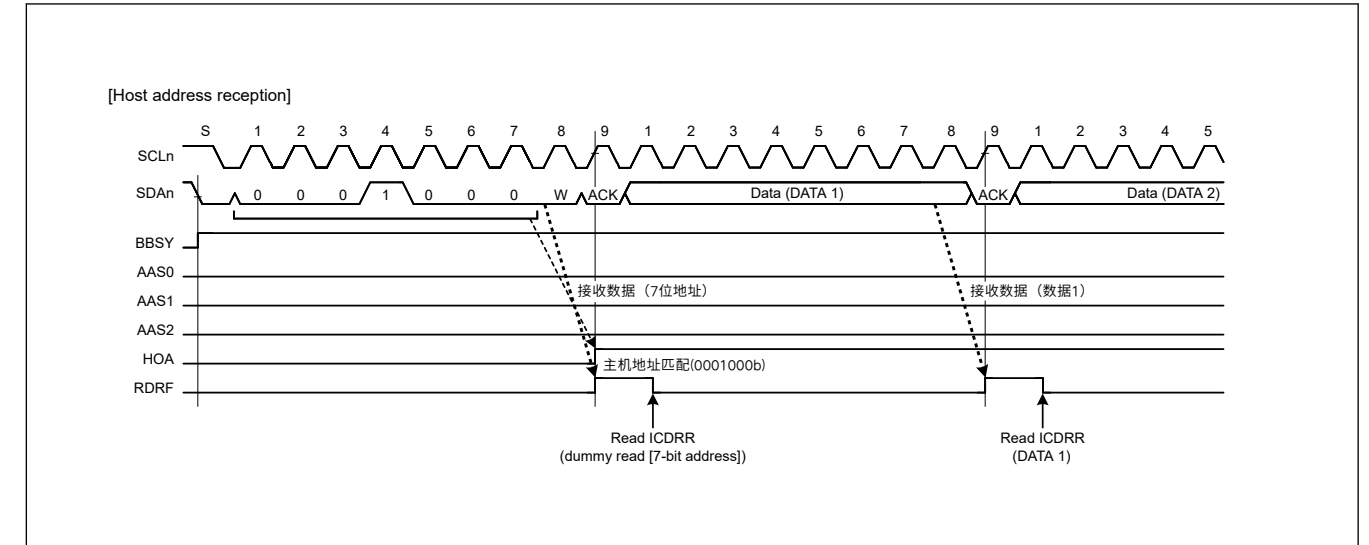 [Host address reception]
S 1 2 3 4 5 6 7 8 9 1 2 3 4 5 6 7 8 9 1 2 3 4 5
SCLn
SDAn 0 0 0 1 0 0 0 W ACK Data (DATA 1) ACK Data (DATA 2)
BBSY
AAS0
接收数据（7位地址） 接收数据（数据1）
AAS1
AAS2
HOA
主机地址匹配(0001000b)
RDRF
Read ICDRR Read ICDRR
(dummy read [7-bit address]) (DATA 1)